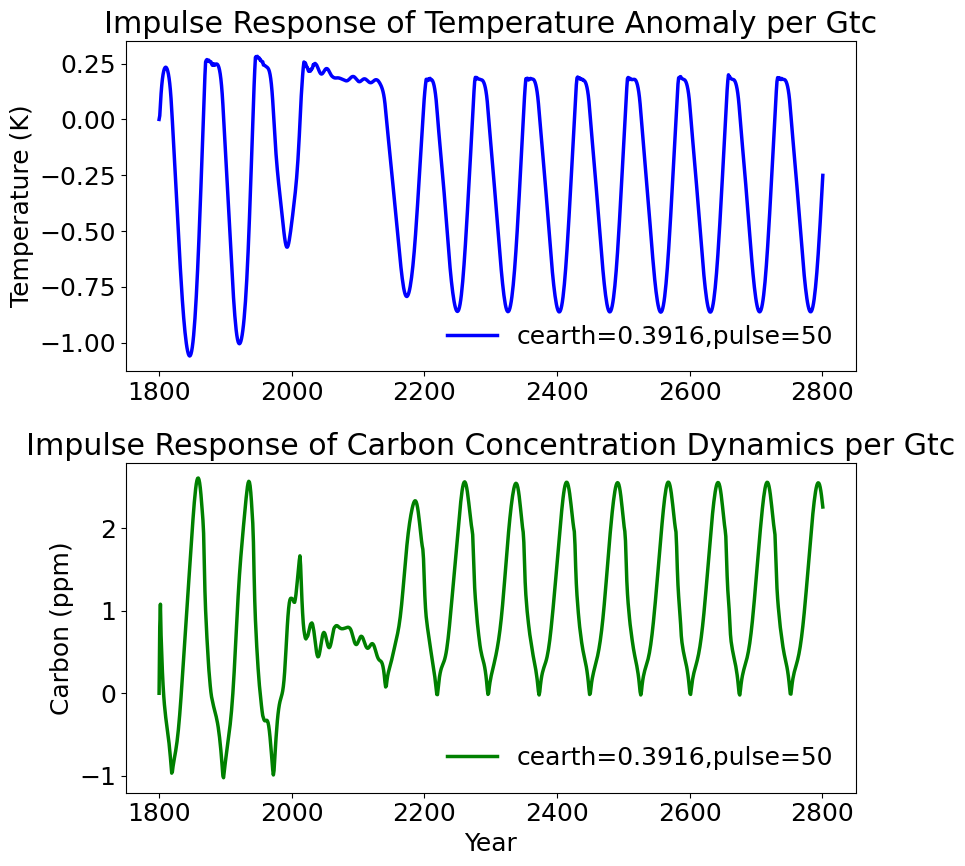 Impulse Response of Temperature Anomaly per Gtc
0.25
0.00
−0.25
−0.50
−0.75
−1.00
Temperature (K)
cearth=0.3916,pulse=50
1800 2000 2200 2400 2600 2800
Impulse Response of Carbon Concentration Dynamics per Gtc
2
1
0
−1
Carbon (ppm)
cearth=0.3916,pulse=50
1800 2000 2200 2400 2600 2800
Year